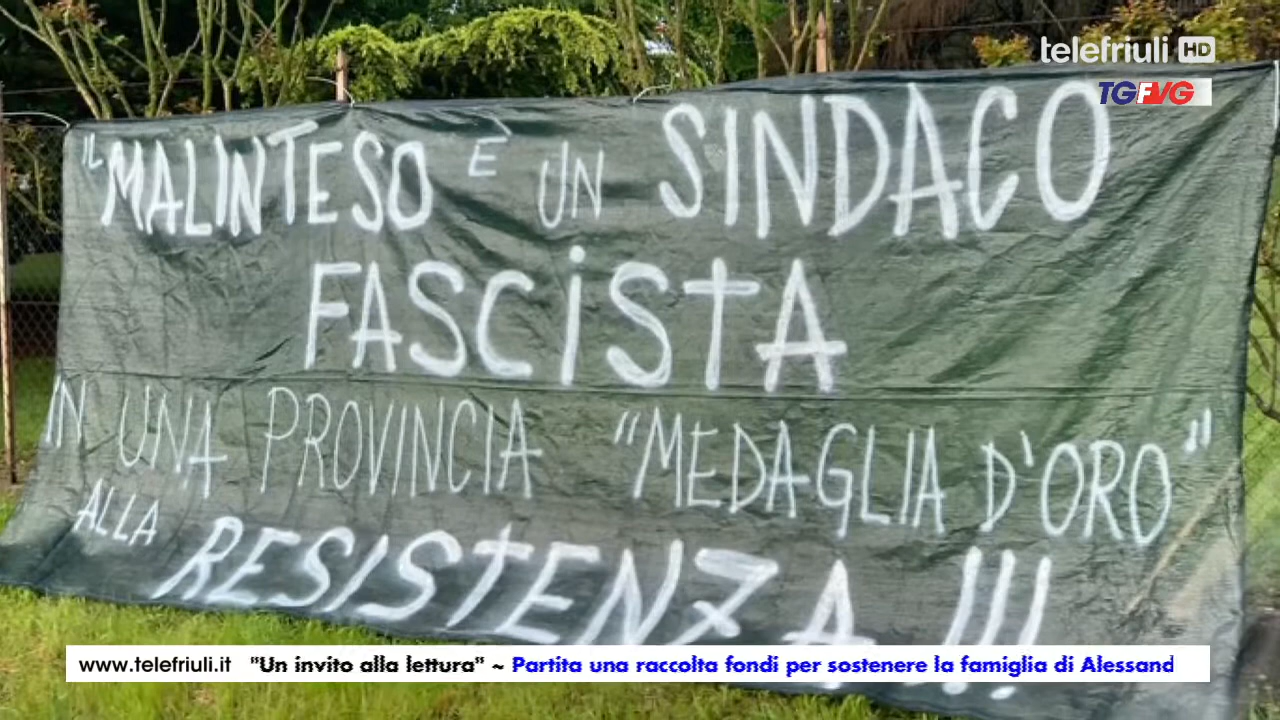 telefriuli HD
TGFVG
"IL MALINTESO È UN SINDACO
FASCiStA
IN UNA PROVINCIA "MEDAGLIA D'ORO"
ALLA RESIStENZA!!!
www.telefriuli.it "Un invito alla lettura" ~ Partita una raccolta fondi per sostenere la famiglia di Alessand